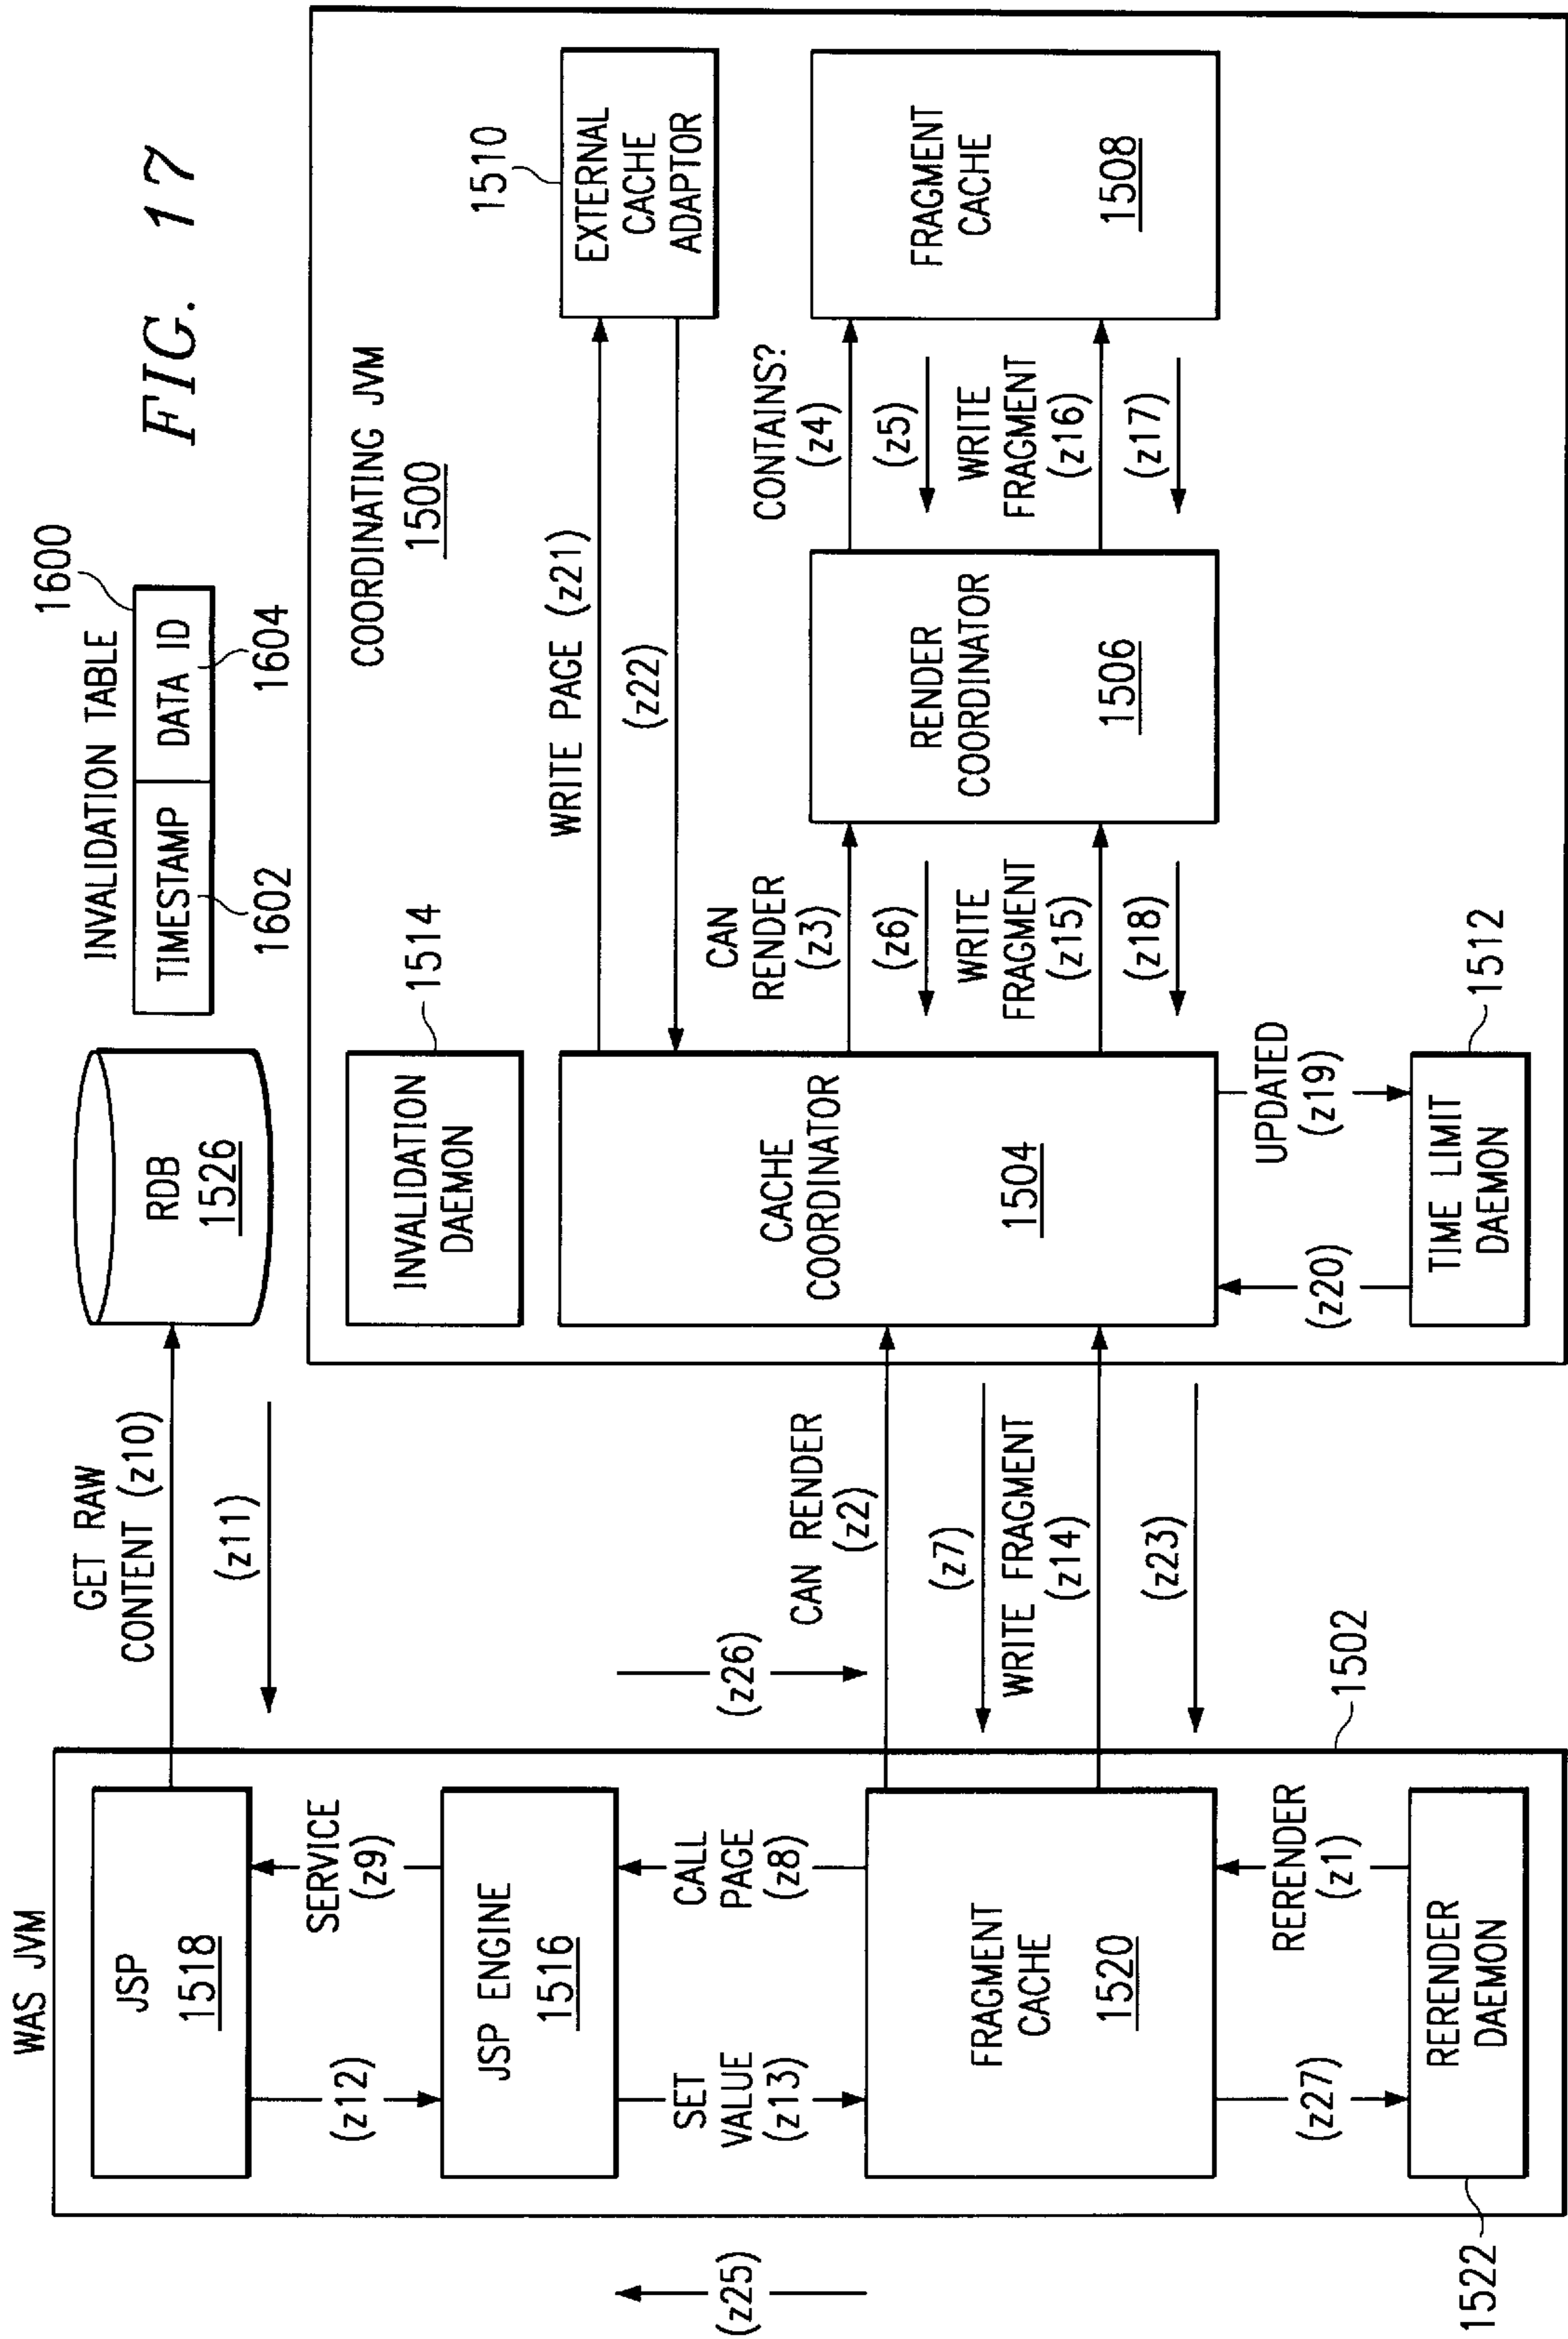 FIG. 17
WAS JVM
JSP
1518
SERVICE
(z9)
(z12)
JSP ENGINE
1516
CALL
PAGE
(z8)
SET
VALUE
(z13)
FRAGMENT
CACHE
1520
RERENDER
(z1)
(z27)
RERENDER
DAEMON
1522
1502
(z25)
(z26)
GET RAW
CONTENT (z10)
(z11)
CAN RENDER
(z2)
(z7)
WRITE FRAGMENT
(z14)
(z23)
RDB
1526
INVALIDATION TABLE
1600
TIMESTAMP
DATA ID
1602
1604
COORDINATING JVM
1500
INVALIDATION
DAEMON
1514
CACHE
COORDINATOR
1504
UPDATED
(z19)
(z20)
TIME LIMIT
DAEMON
1512
WRITE PAGE (z21)
(z22)
EXTERNAL
CACHE
ADAPTOR
1510
CAN
RENDER
(z3)
(z6)
WRITE
FRAGMENT
(z15)
(z18)
RENDER
COORDINATOR
1506
CONTAINS?
(z4)
(z5)
WRITE
FRAGMENT
(z16)
(z17)
FRAGMENT
CACHE
1508